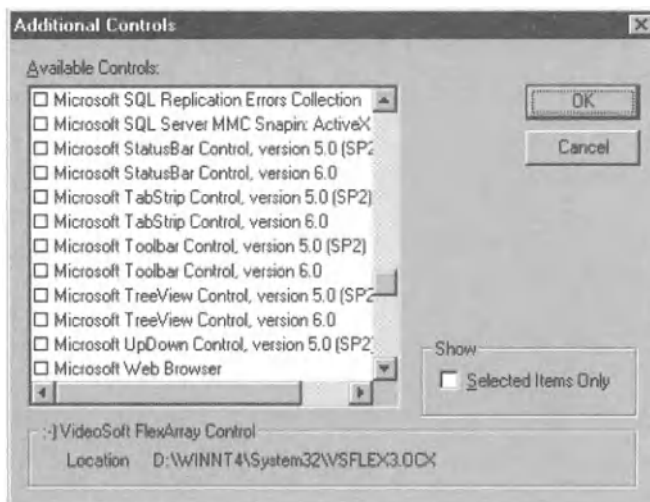 Additional Controls
Available Controls:
Microsoft SQL Replication Errors Collection
Microsoft SQL Server MMC Snapin: ActiveX
Microsoft StatusBar Control, version 5.0 (SP2
Microsoft StatusBar Control, version 6.0
Microsoft TabStrip Control, version 5.0 (SP2)
Microsoft TabStrip Control, version 6.0
Microsoft Toolbar Control, version 5.0 (SP2)
Microsoft Toolbar Control, version 6.0
Microsoft TreeView Control, version 5.0 (SP2
Microsoft TreeView Control, version 6.0
Microsoft UpDown Control, version 5.0 (SP2)
Microsoft Web Browser
OK
Cancel
Show
Selected Items Only
:-) VideoSoft FlexArray Control
Location D:\WINNT4\System32\VSFLEX3.OCX